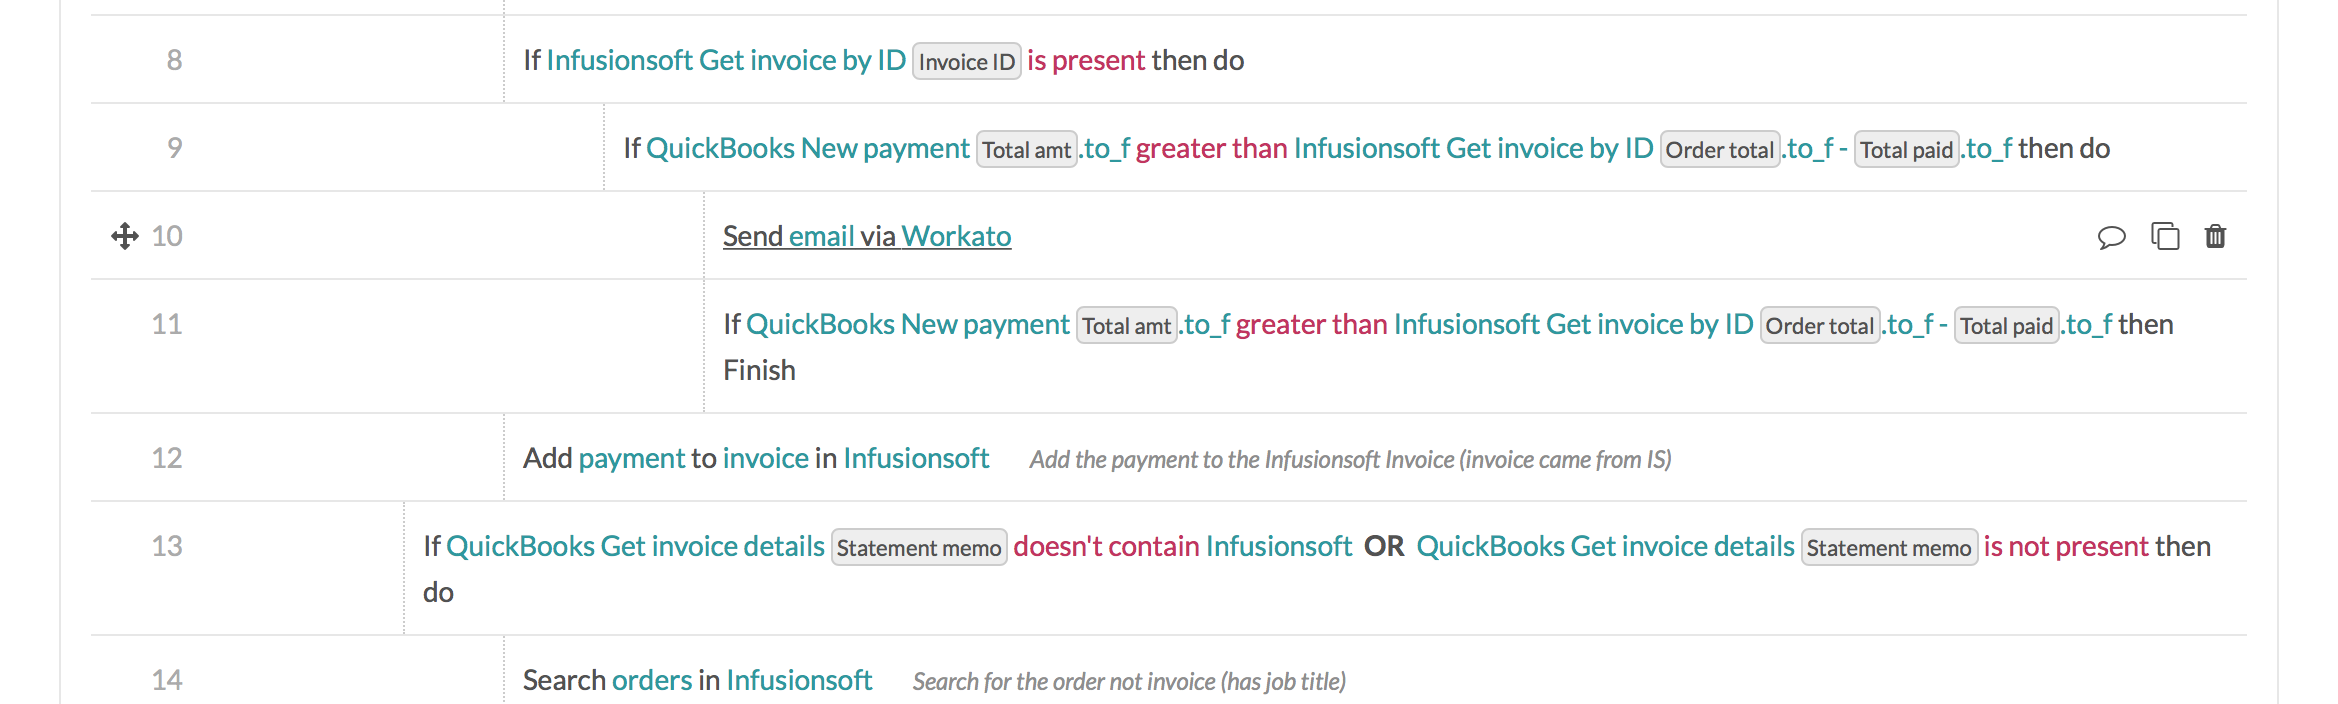 8 If Infusionsoft Get invoice by ID Invoice ID is present then do
9 If QuickBooks New payment Total amt.to_f greater than Infusionsoft Get invoice by ID Order total.to_f - Total paid.to_f then do
10 Send email via Workato
11 If QuickBooks New payment Total amt.to_f greater than Infusionsoft Get invoice by ID Order total.to_f - Total paid.to_f then
Finish
12 Add payment to invoice in Infusionsoft Add the payment to the Infusionsoft Invoice (invoice came from IS)
13 If QuickBooks Get invoice details Statement memo doesn't contain Infusionsoft OR QuickBooks Get invoice details Statement memo is not present then
do
14 Search orders in Infusionsoft Search for the order not invoice (has job title)